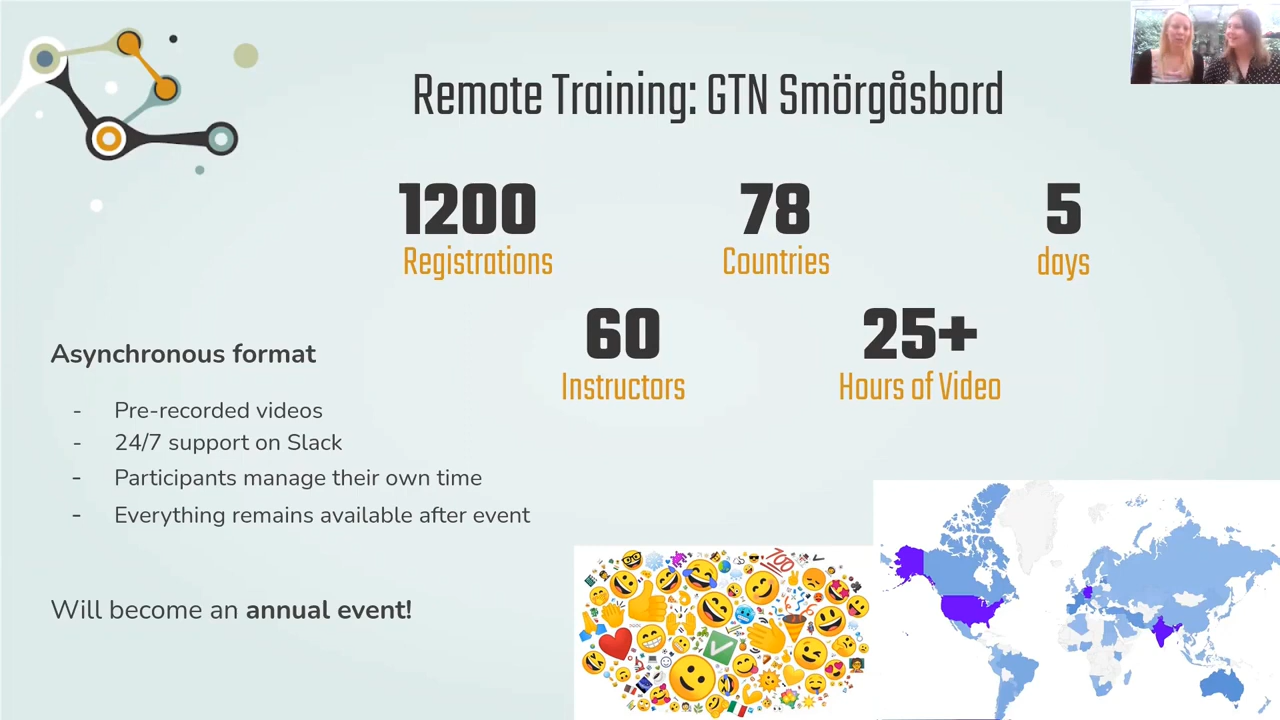 Remote Training: GTN Smörgåsbord
1200
Registrations
78
Countries
5
days
60
Instructors
25+
Hours of Video
Asynchronous format
- Pre-recorded videos
- 24/7 support on Slack
- Participants manage their own time
- Everything remains available after event
Will become an annual event!
100